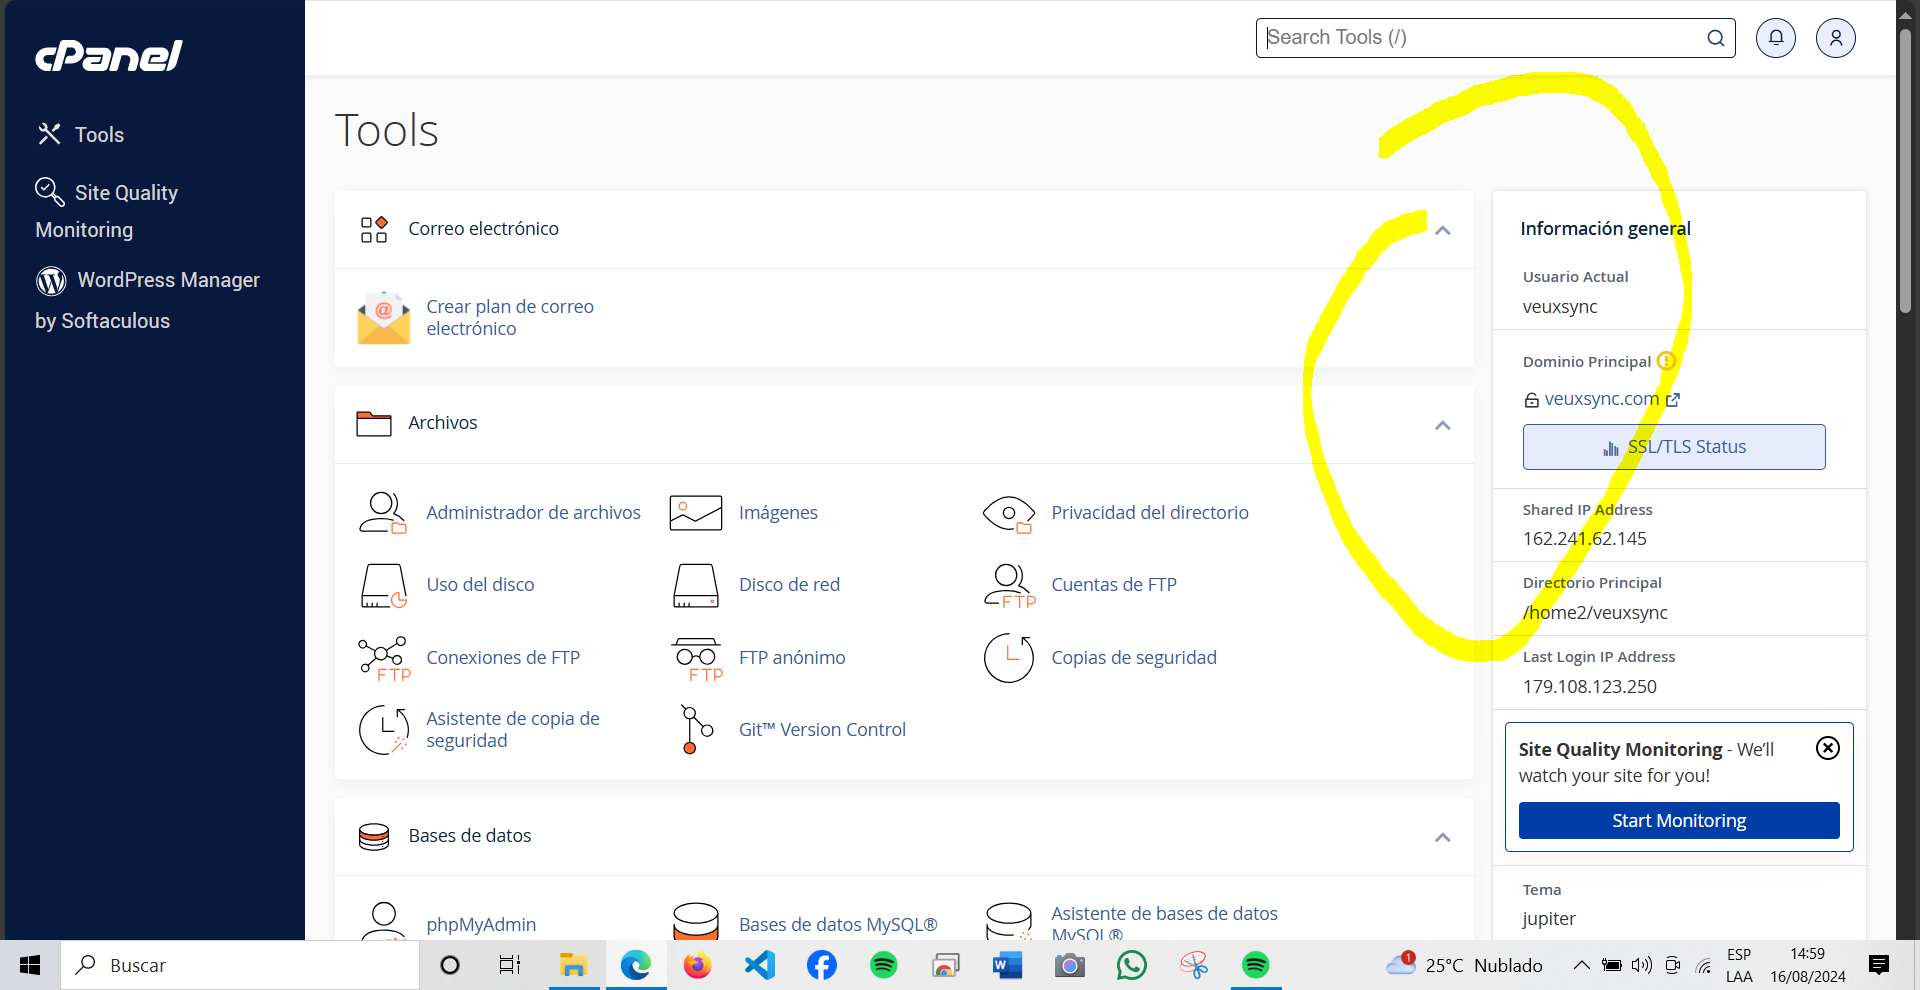 cPanel
Search Tools (/)
Tools
Site Quality
Monitoring
WordPress Manager
by Softaculous
Tools
Correo electrónico
Crear plan de correo
electrónico
Archivos
Administrador de archivos
Imágenes
Privacidad del directorio
Uso del disco
Disco de red
Cuentas de FTP
FTP
Conexiones de FTP
FTP
FTP anónimo
FTP
Copias de seguridad
Asistente de copia de
seguridad
Git™ Version Control
Bases de datos
phpMyAdmin
Bases de datos MySQL®
Asistente de bases de datos
MySQL®
Información general
Usuario Actual
veuxsync
Dominio Principal
veuxsync.com
SSL/TLS Status
Shared IP Address
162.241.62.145
Directorio Principal
/home2/veuxsync
Last Login IP Address
179.108.123.250
Site Quality Monitoring - We'll
watch your site for you!
Start Monitoring
Tema
jupiter
Buscar
1
25°C Nublado
ESP
LAA
14:59
16/08/2024